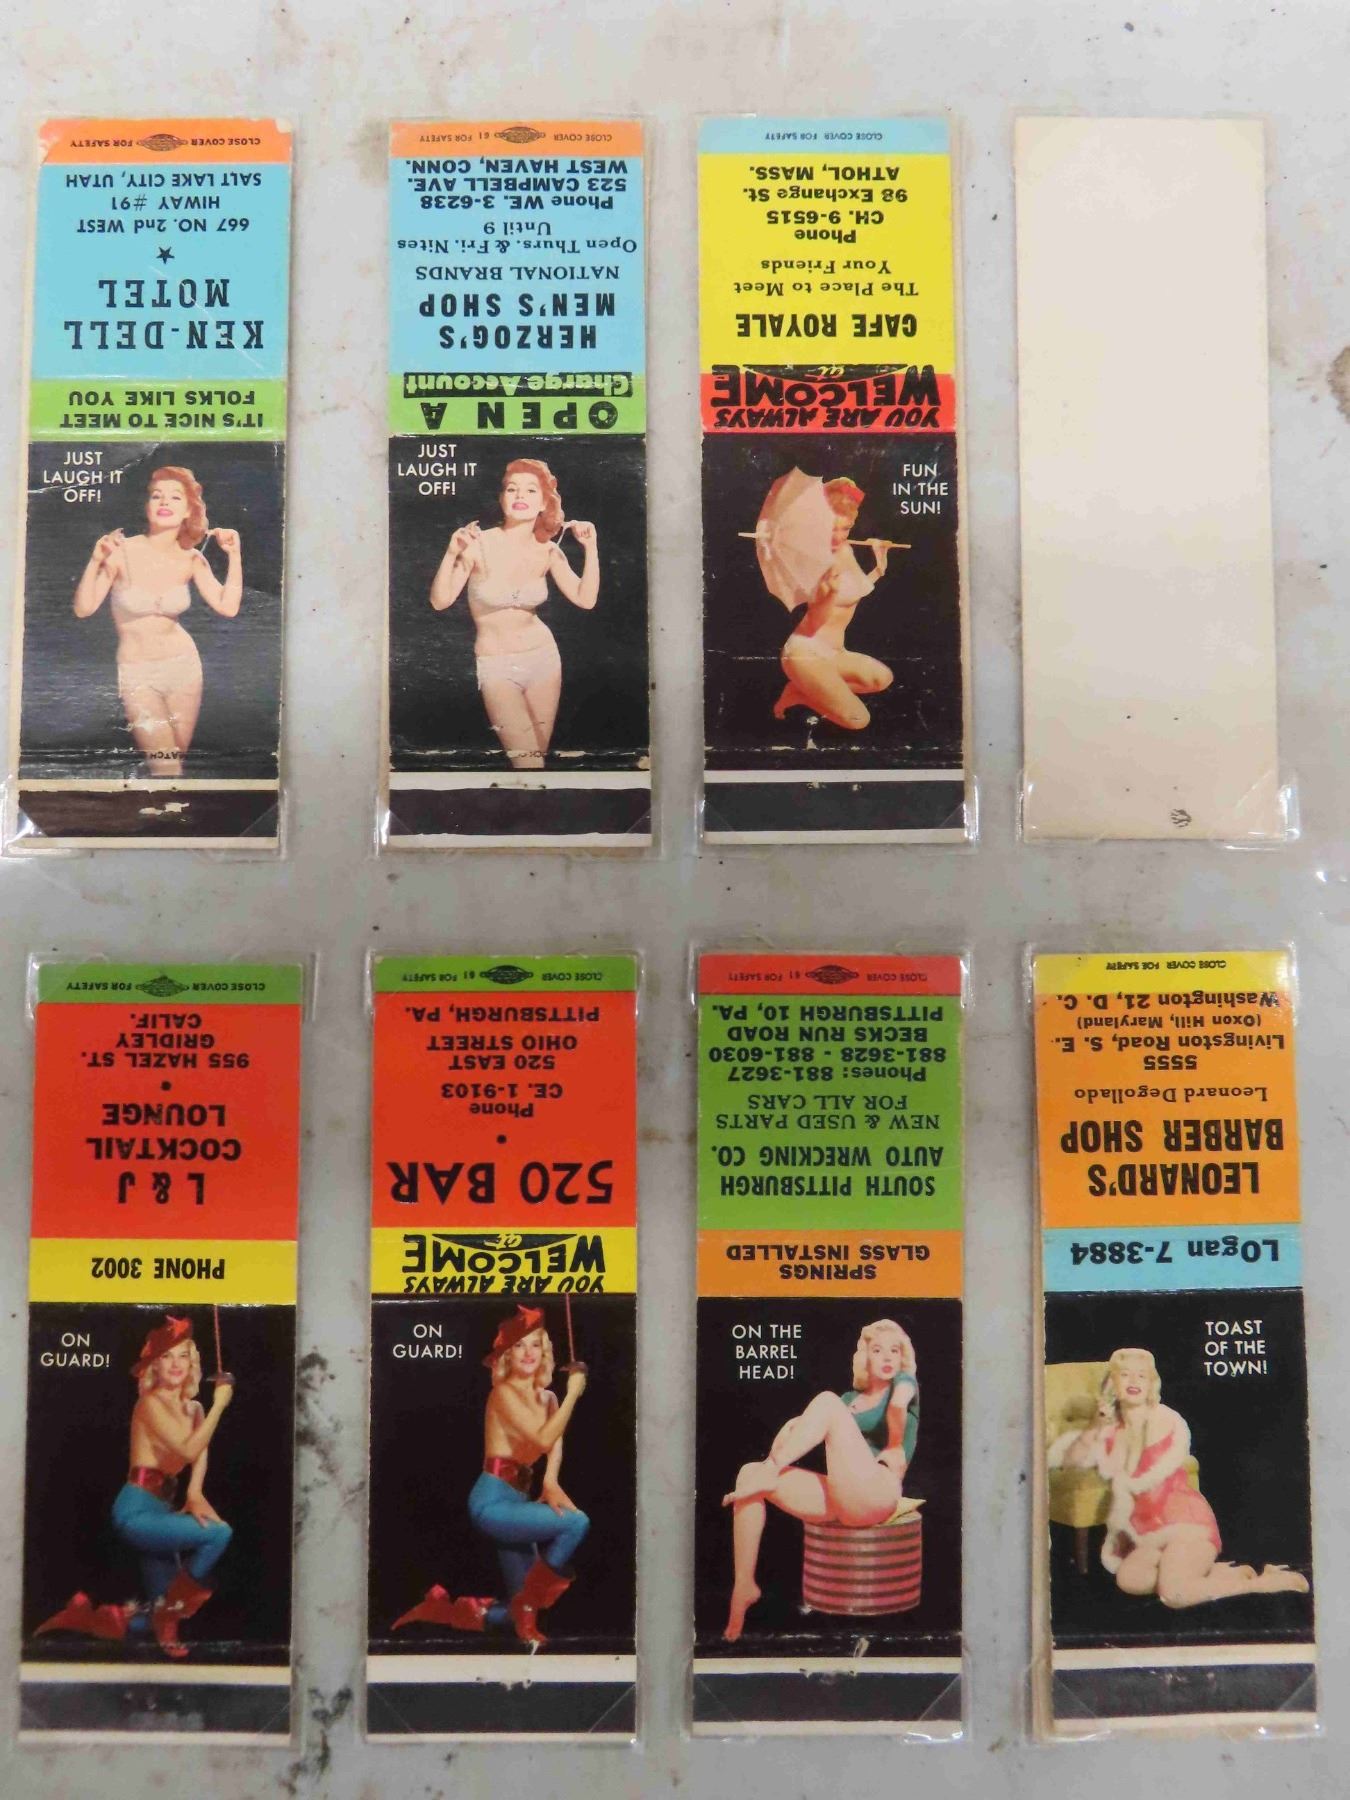 CLOSE COVER FOR SAFETY
SALT LAKE CITY, UTAH
HIWAY #91
667 NO. 2nd WEST
KEN-DELL
MOTEL
IT'S NICE TO MEET
FOLKS LIKE YOU
JUST
LAUGH IT
OFF!
CLOSE COVER 61 FOR SAFETY
OPEN A
Charge Account
HERZOG'S
MEN'S SHOP
NATIONAL BRANDS
Open Thurs. & Fri. Nites
Until 9
Phone WE. 3-6238
523 CAMPBELL AVE.
WEST HAVEN, CONN.
JUST
LAUGH IT
OFF!
CLOSE COVER FOR SAFETY
YOU ARE ALWAYS
WELCOME
at
CAFE ROYALE
The Place to Meet
Your Friends
Phone
CH. 9-6515
98 Exchange St.
ATHOL, MASS.
FUN
IN THE
SUN!
CLOSE COVER FOR SAFETY
PHONE 3002
L & J
COCKTAIL
LOUNGE
955 HAZEL ST.
GRIDLEY
CALIF.
ON
GUARD!
CLOSE COVER 61 FOR SAFETY
YOU ARE ALWAYS
WELCOME
at
520 BAR
Phone
CE. 1-9103
520 EAST
OHIO STREET
PITTSBURGH, PA.
ON
GUARD!
CLOSE COVER 61 FOR SAFETY
SPRINGS
GLASS INSTALLED
SOUTH PITTSBURGH
AUTO WRECKING CO.
NEW & USED PARTS
FOR ALL CARS
Phones: 881-3627
881-3628 - 881-6030
BECKS RUN ROAD
PITTSBURGH 10, PA.
ON THE
BARREL
HEAD!
CLOSE COVER FOR SAFETY
LOgan 7-3884
LEONARD'S
BARBER SHOP
Leonard Degollado
5555
Livingston Road, S. E.
(Oxon Hill, Maryland)
Washington 21, D. C.
TOAST
OF THE
TOWN!